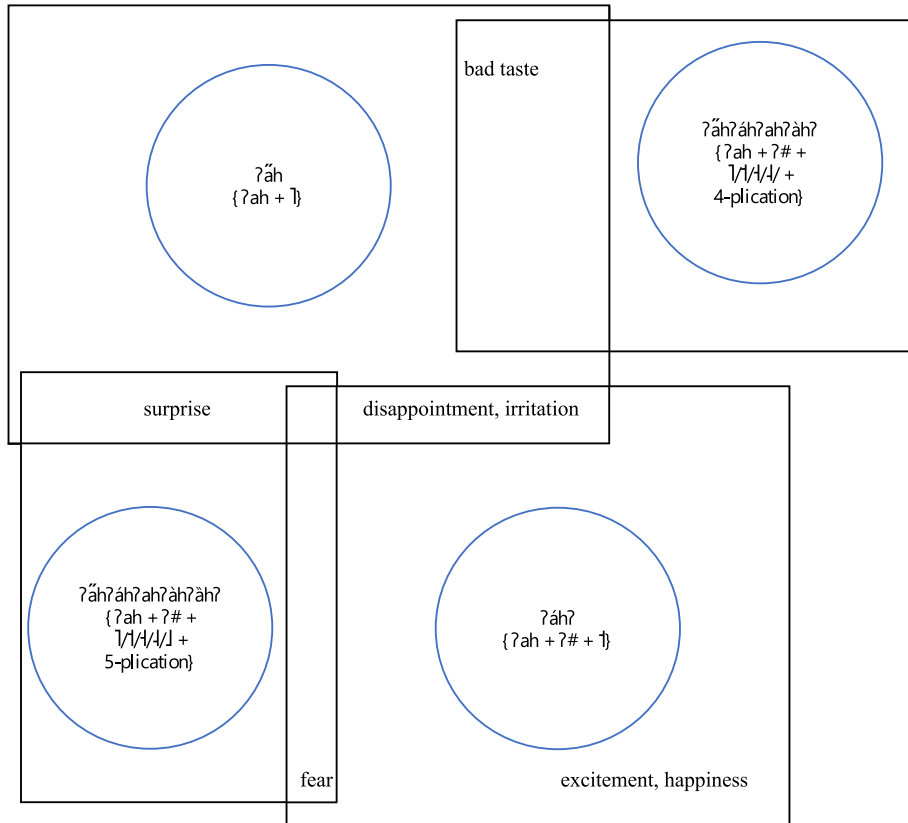 bad taste
ʔa̋h
{ʔah + ˥}
ʔa̋hʔáhʔahʔàhʔ
{ʔah + ʔ# +
˥/˦/˧/˨/ +
4-plication}
surprise
disappointment, irritation
ʔa̋hʔáhʔahʔàhʔȁhʔ
{ʔah + ʔ# +
˥/˦/˧/˨/˩ +
5-plication}
ʔáhʔ
{ʔah + ʔ# + ˦}
fear
excitement, happiness